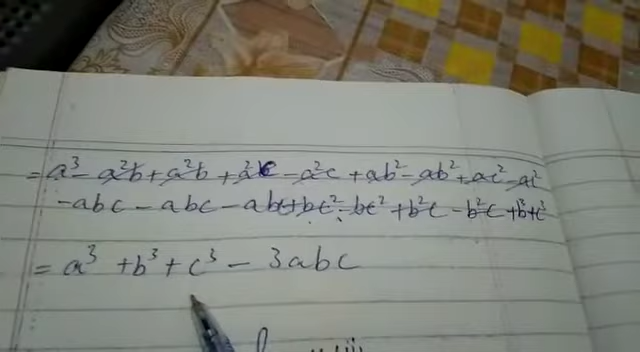 = a³ - a²b + a²b + a²c - a²c + ab² - ab² + ac² - ac²
- abc - abc - abc + bc² - bc² + b²c - b²c + b³ + c³
= a³ + b³ + c³ - 3abc